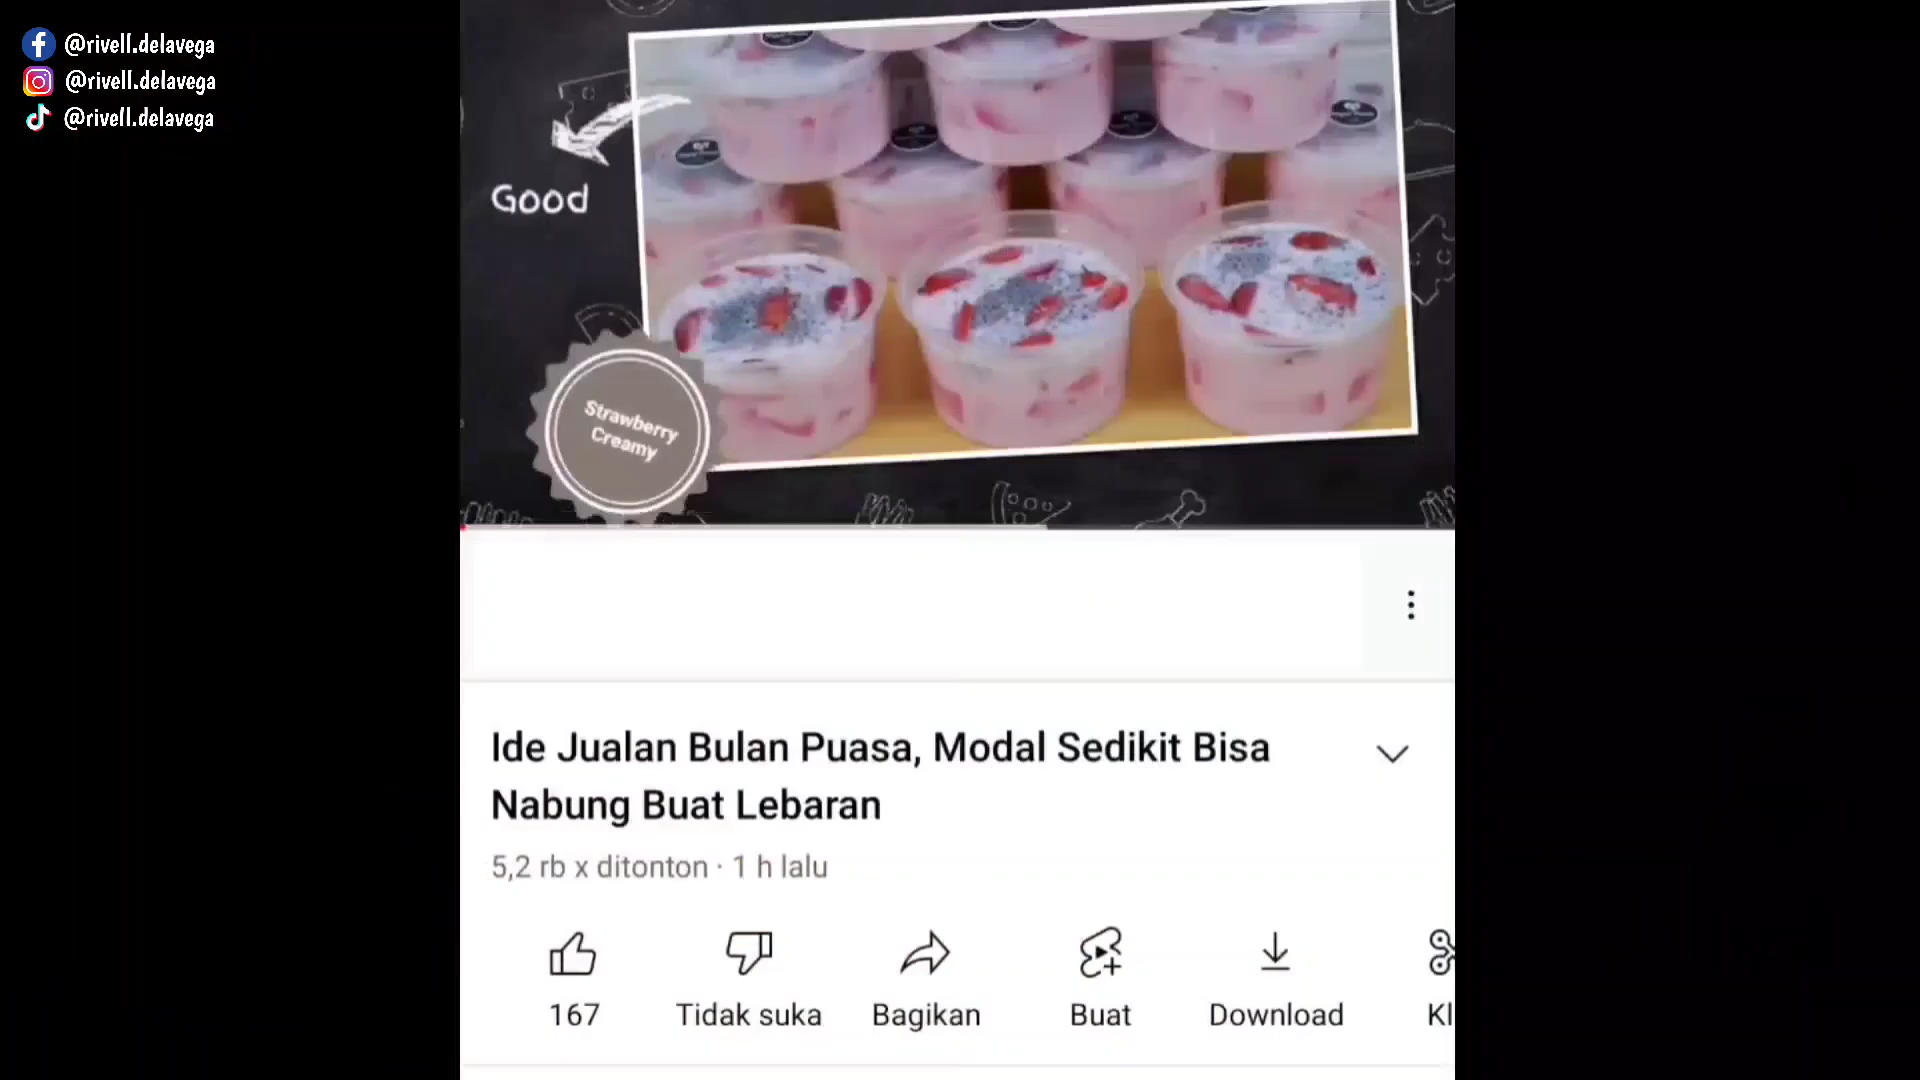 @rivell.delavega
@rivell.delavega
@rivell.delavega
Good
Strawberry
Creamy
Ide Jualan Bulan Puasa, Modal Sedikit Bisa
Nabung Buat Lebaran
5,2 rb x ditonton · 1 h lalu
167
Tidak suka
Bagikan
Buat
Download
Kl